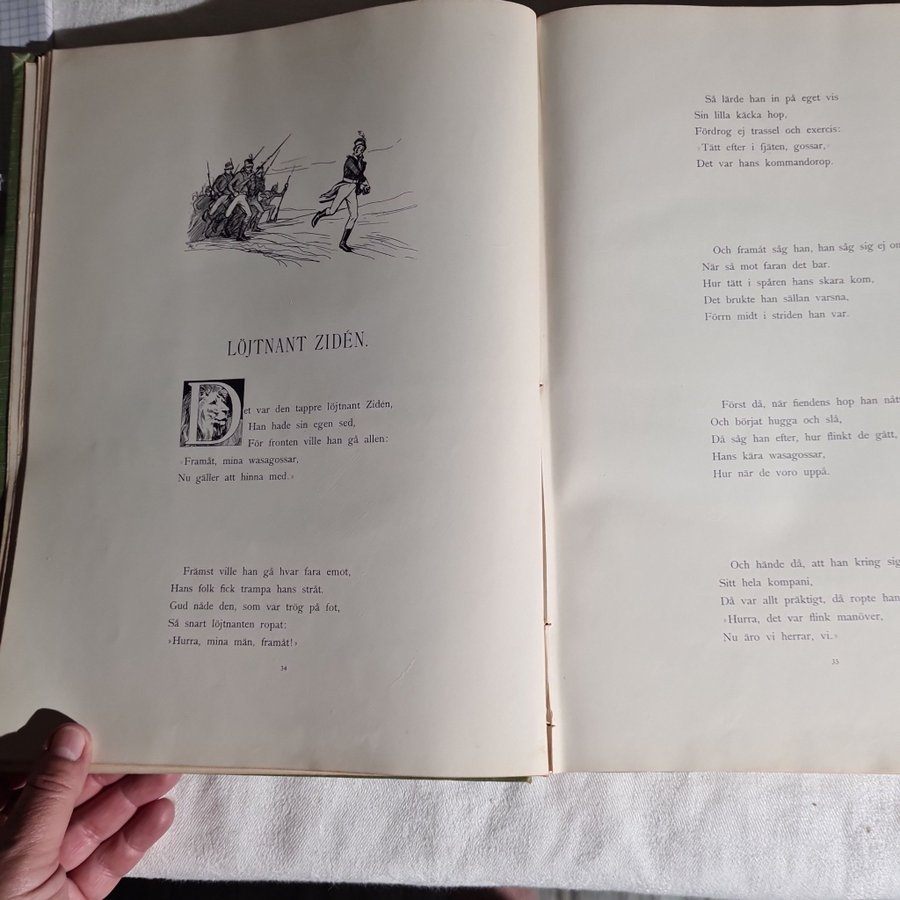 LÖJTNANT ZIDÉN.
Det var den tappre löjtnant Zidén,
Han hade sin egen sed,
För fronten ville han gå allen:
›Framåt, mina wasagossar,
Nu gäller att hinna med.›
Främst ville han gå hvar fara emot,
Hans folk fick trampa hans stråt.
Gud nåde den, som var trög på fot,
Så snart löjtnanten ropat:
›Hurra, mina män, framåt!›
34
Så lärde han in på eget vis
Sin lilla käcka hop,
Fördrog ej trassel och exercis:
›Tätt efter i fjäten, gossar,›
Det var hans kommandorop.
Och framåt såg han, han såg sig ej
När så mot faran det bar.
Hur tätt i spåren hans skara kom,
Det brukte han sällan varsna,
Förrn midt i striden han var.
Först då, när fiendens hop han
Och börjat hugga och slå,
Då såg han efter, hur flinkt de gått,
Hans kära wasagossar,
Hur när de voro uppå.
Och hände då, att han kring sig
Sitt hela kompani,
Då var allt präktigt, då ropte han
›Hurra, det var flink manöver,
Nu äro vi herrar, vi.›
35